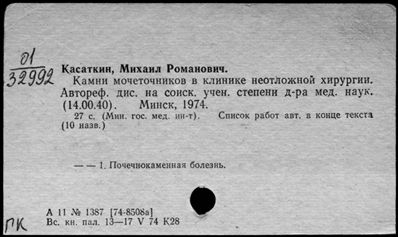 01
32992
Касаткин, Михаил Романович.
Камни мочеточников в клинике неотложной хирургии.
Автореф. дис. на соиск. учен. степени д-ра мед. наук.
(14.00.40). Минск, 1974.
27 с. (Мин. гос. мед. ин-т). Список работ авт. в конце текста
(10 назв.)
— — 1. Почечнокаменная болезнь.
А 11 № 1387 [74-8508а]
Вс. кн. пал. 13—17 V 74 К28
ПК